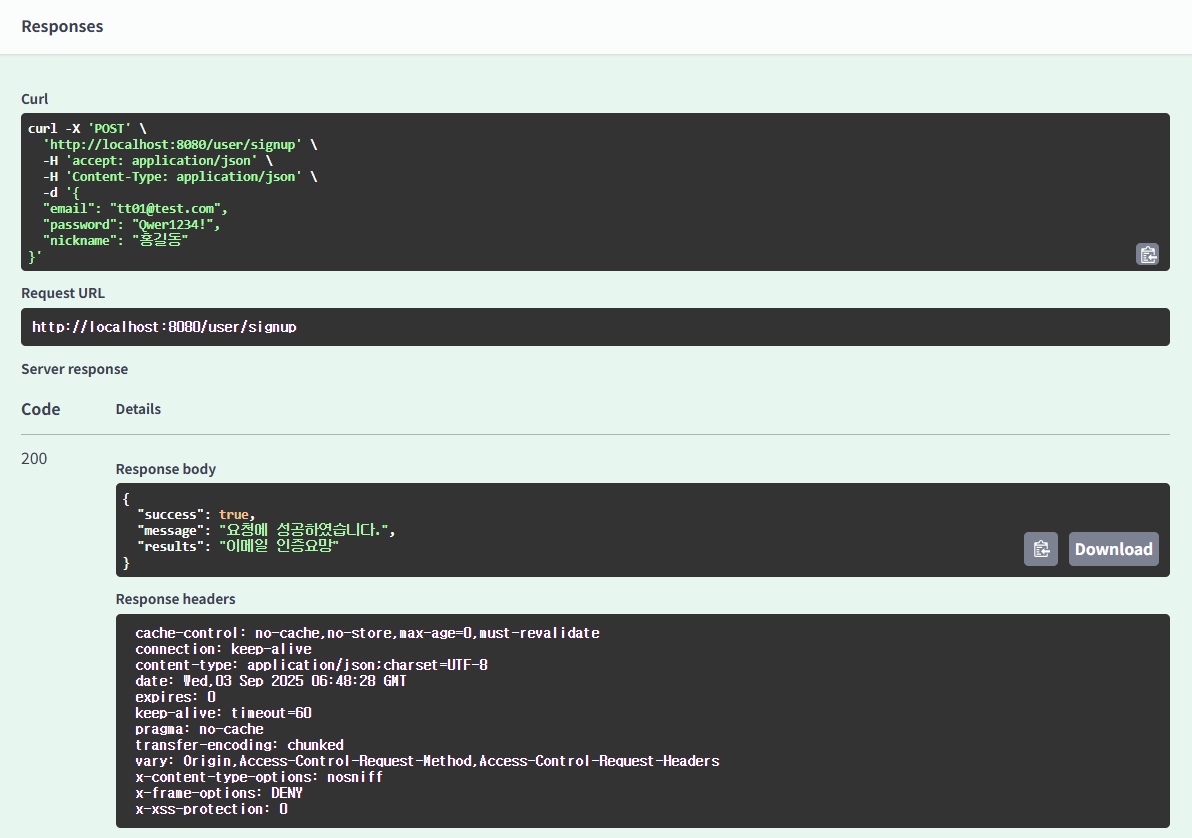 Responses
Curl
curl -X 'POST' \
  'http://localhost:8080/user/signup' \
  -H 'accept: application/json' \
  -H 'Content-Type: application/json' \
  -d '{
  "email": "tt01@test.com",
  "password": "Qwer1234!",
  "nickname": "홍길동"
}'
Request URL
http://localhost:8080/user/signup
Server response
Code Details
200
Response body
{
  "success": true,
  "message": "요청에 성공하였습니다.",
  "results": "이메일 인증요망"
}
Download
Response headers
cache-control: no-cache,no-store,max-age=0,must-revalidate
connection: keep-alive
content-type: application/json;charset=UTF-8
date: Wed,03 Sep 2025 06:48:28 GMT
expires: 0
keep-alive: timeout=60
pragma: no-cache
transfer-encoding: chunked
vary: Origin,Access-Control-Request-Method,Access-Control-Request-Headers
x-content-type-options: nosniff
x-frame-options: DENY
x-xss-protection: 0